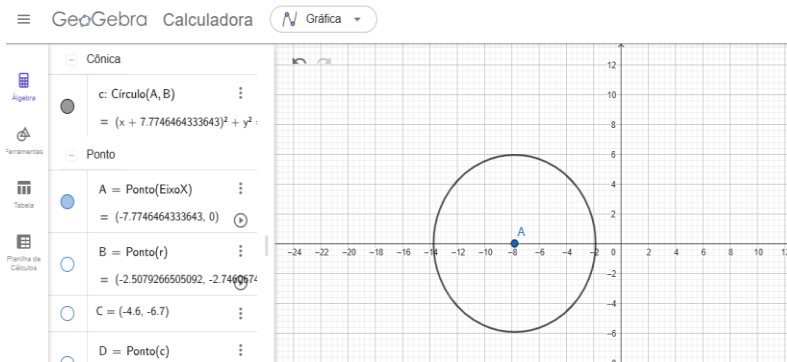 GeoGebra Calculadora Gráfica
Cônica
c: Círculo(A, B)
= (x + 7.7746464333643)² + y² =
Ponto
A = Ponto(EixoX)
= (-7.7746464333643, 0)
B = Ponto(r)
= (-2.5079266505092,
C = (-4.6, -6.7)
D = Ponto(c)
Álgebra
Ferramentas
Tabela
Planilha de
Cálculos
12
10
8
6
4
2
A
-24 -22 -20 -18 -16 -14 -12 -10 -8 -6 -4 -2 0 2 4 6 8 10
-2
-4
-6